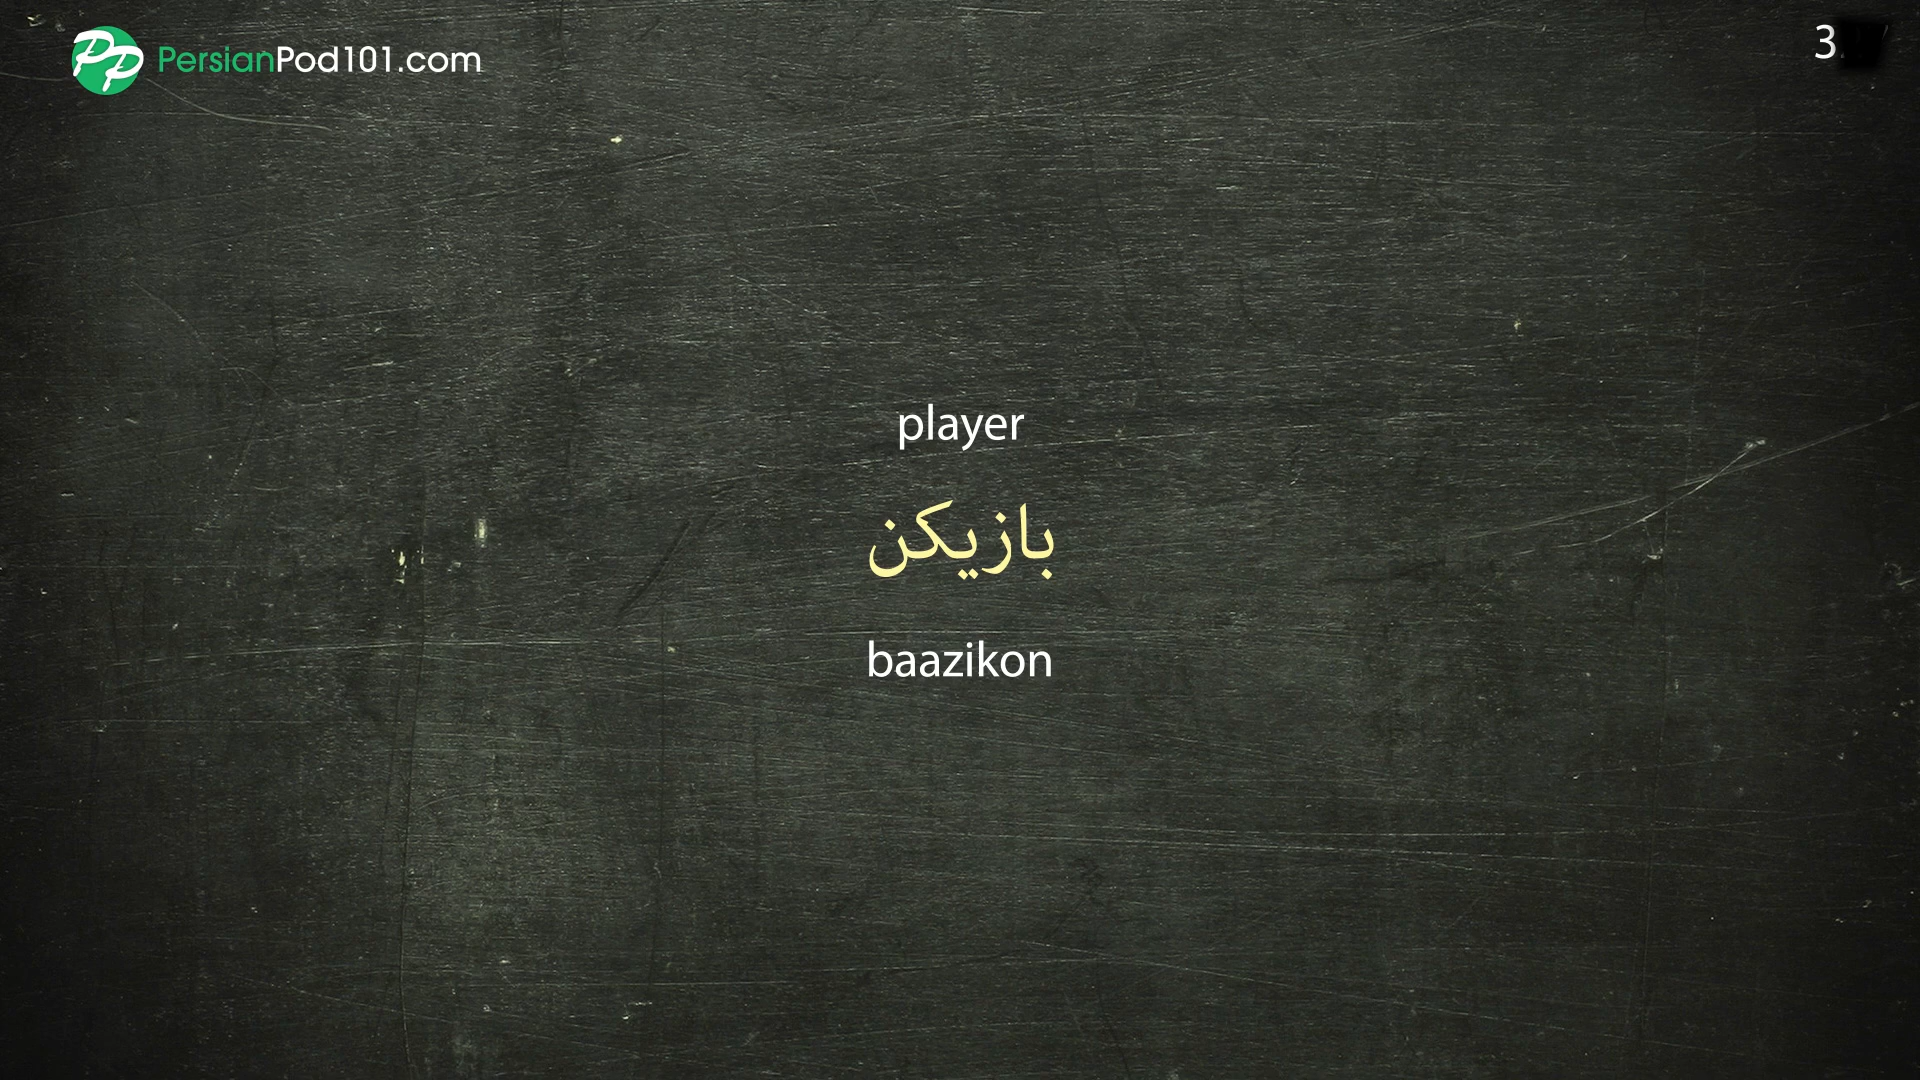 PersianPod101.com
3
player
بازیکن
baazikon